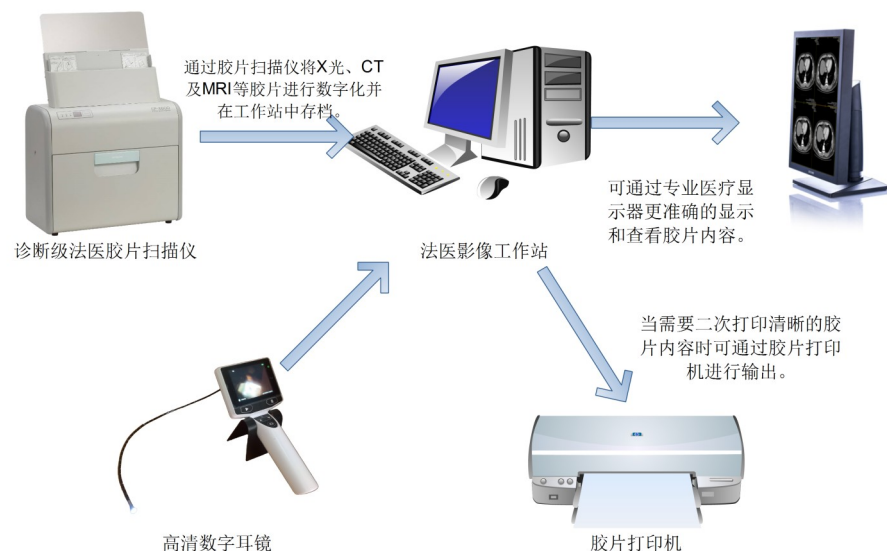 通过胶片扫描仪将X光、CT
及MRI等胶片进行数字化并
在工作站中存档。
诊断级法医胶片扫描仪
法医影像工作站
可通过专业医疗显
示器更准确的显示
和查看胶片内容。
当需要二次打印清晰的胶
片内容时可通过胶片打印
机进行输出。
高清数字耳镜
胶片打印机